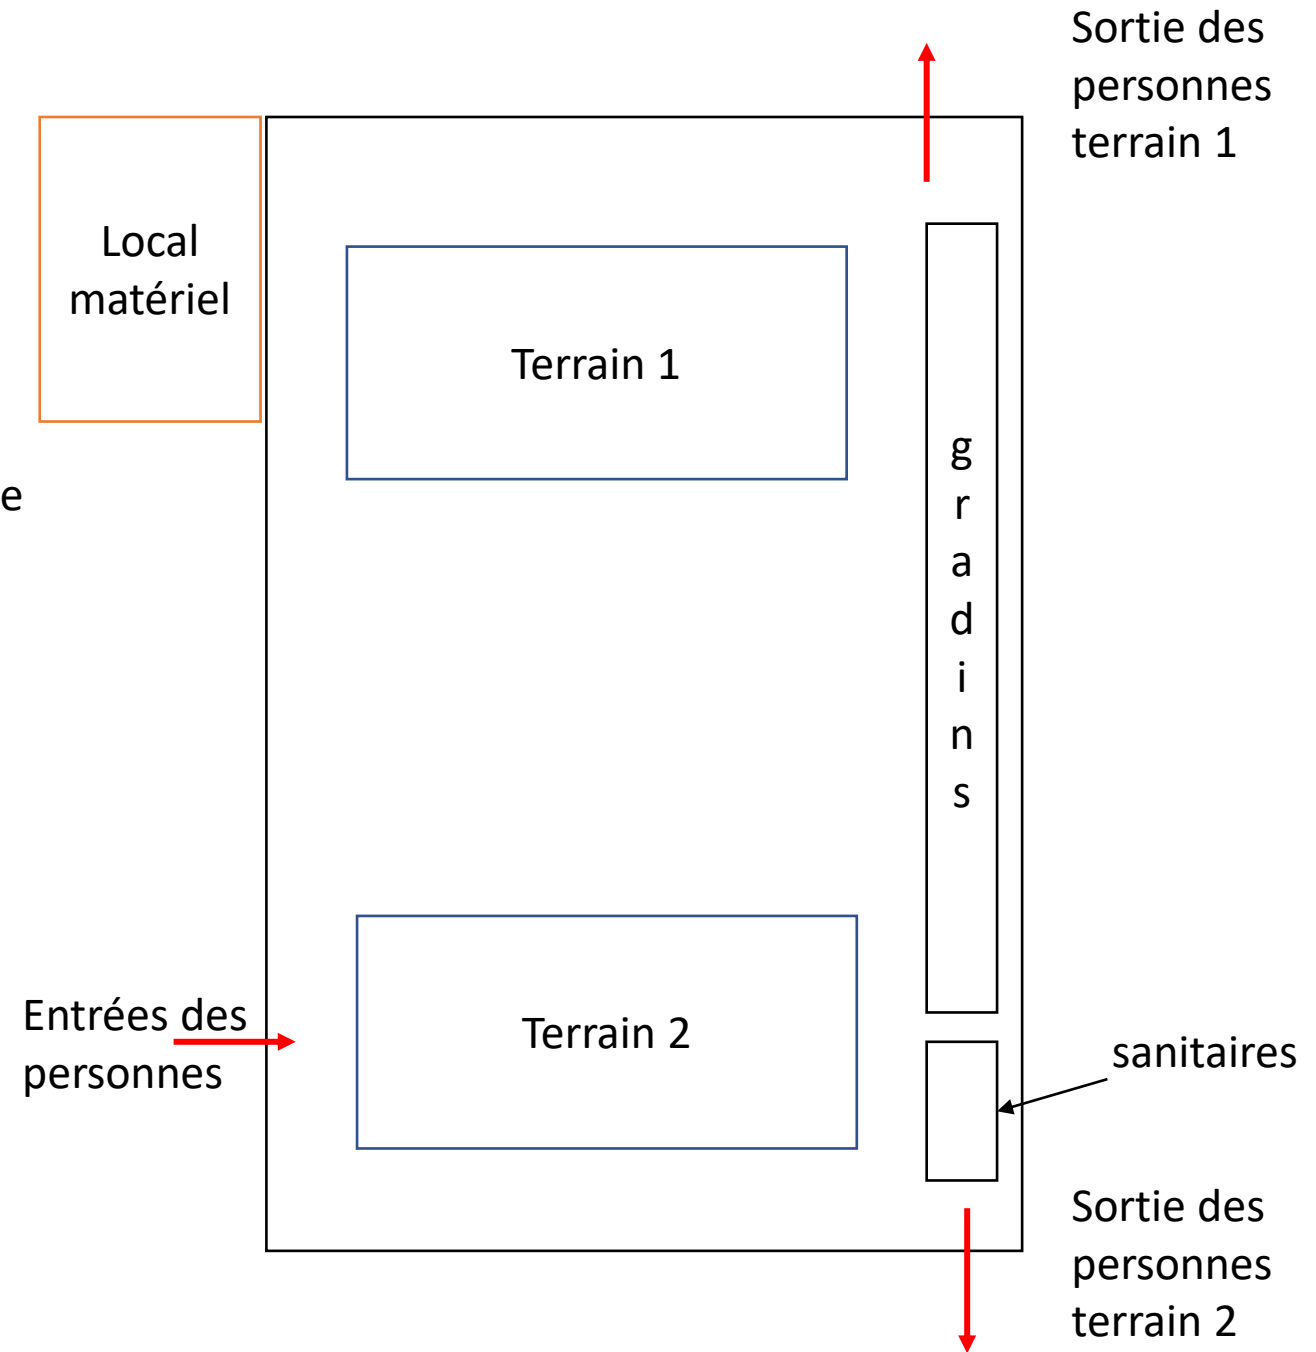 Sortie des
personnes
terrain 1
Local
matériel
Terrain 1
e
g
r
a
d
i
n
s
Entrées des
personnes
Terrain 2
sanitaires
Sortie des
personnes
terrain 2